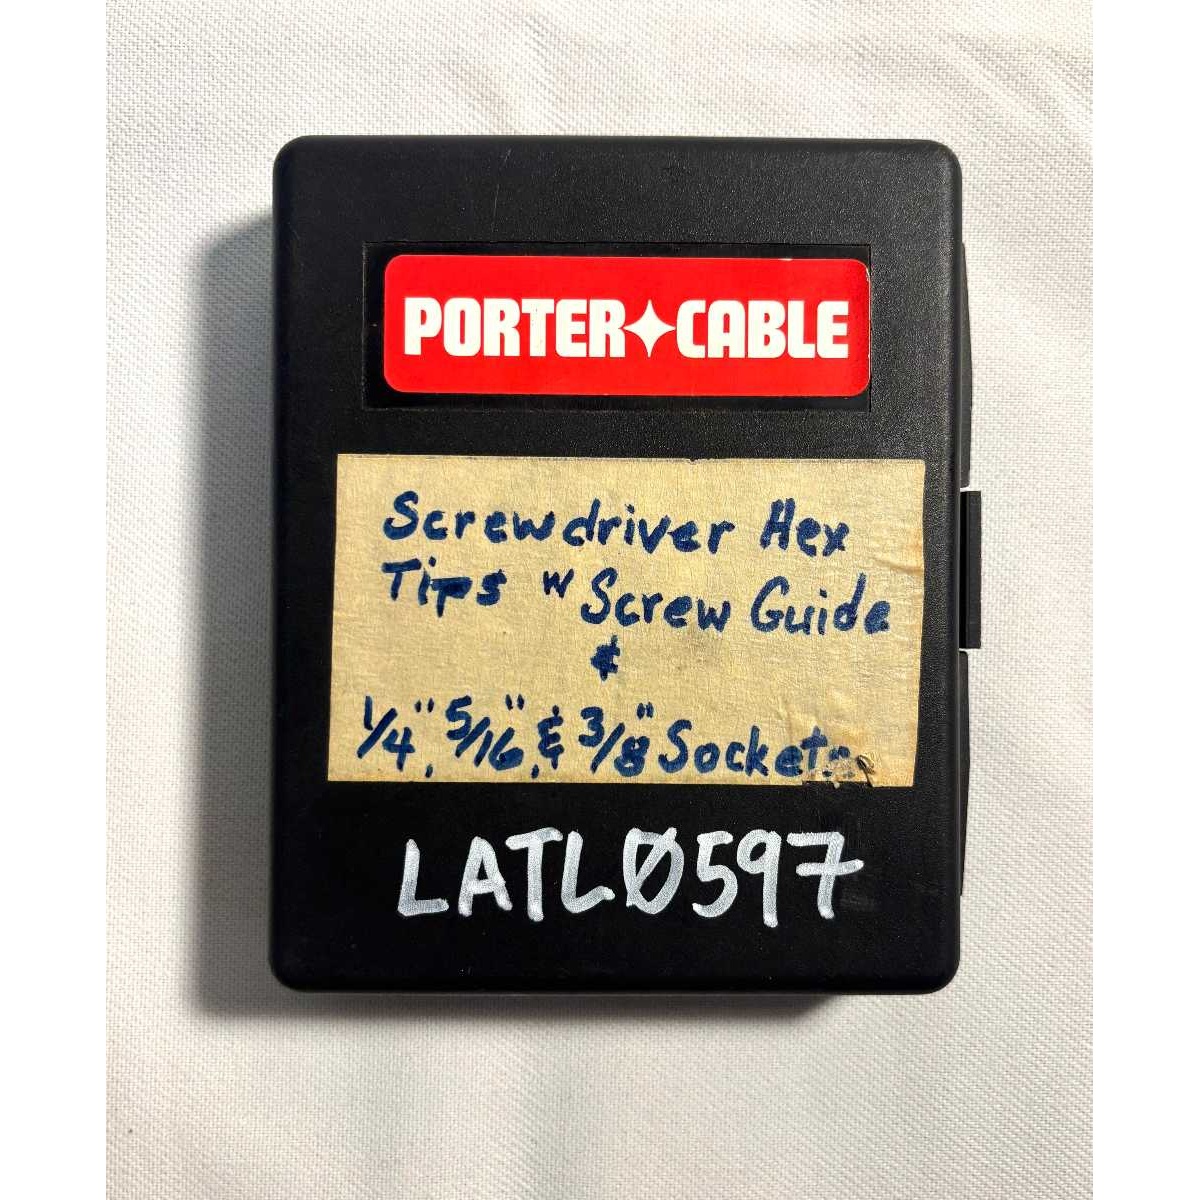 PORTER✦CABLE
Screwdriver Hex
Tips w Screw Guide
&
1/4", 5/16", & 3/8" Sockets
LATLØ597